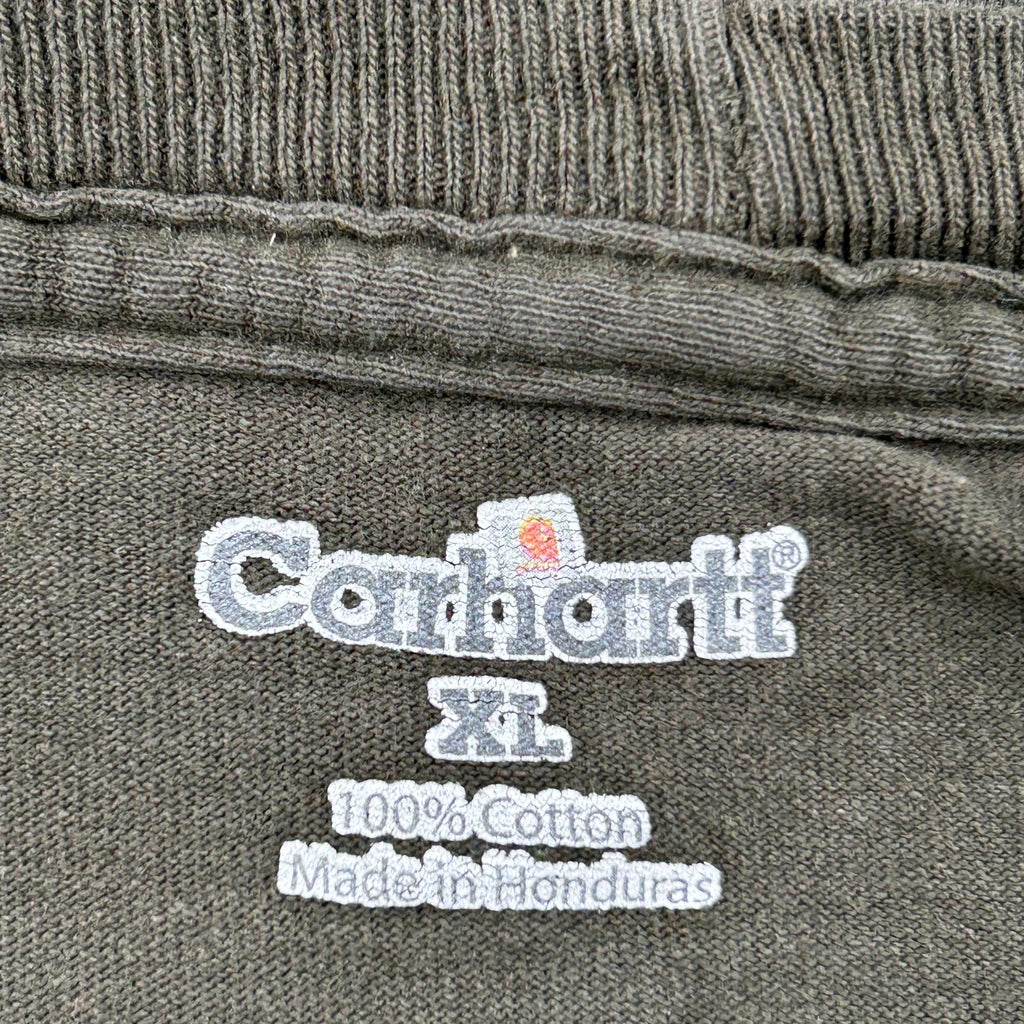 Carhartt®
XL
100% Cotton
Made in Honduras